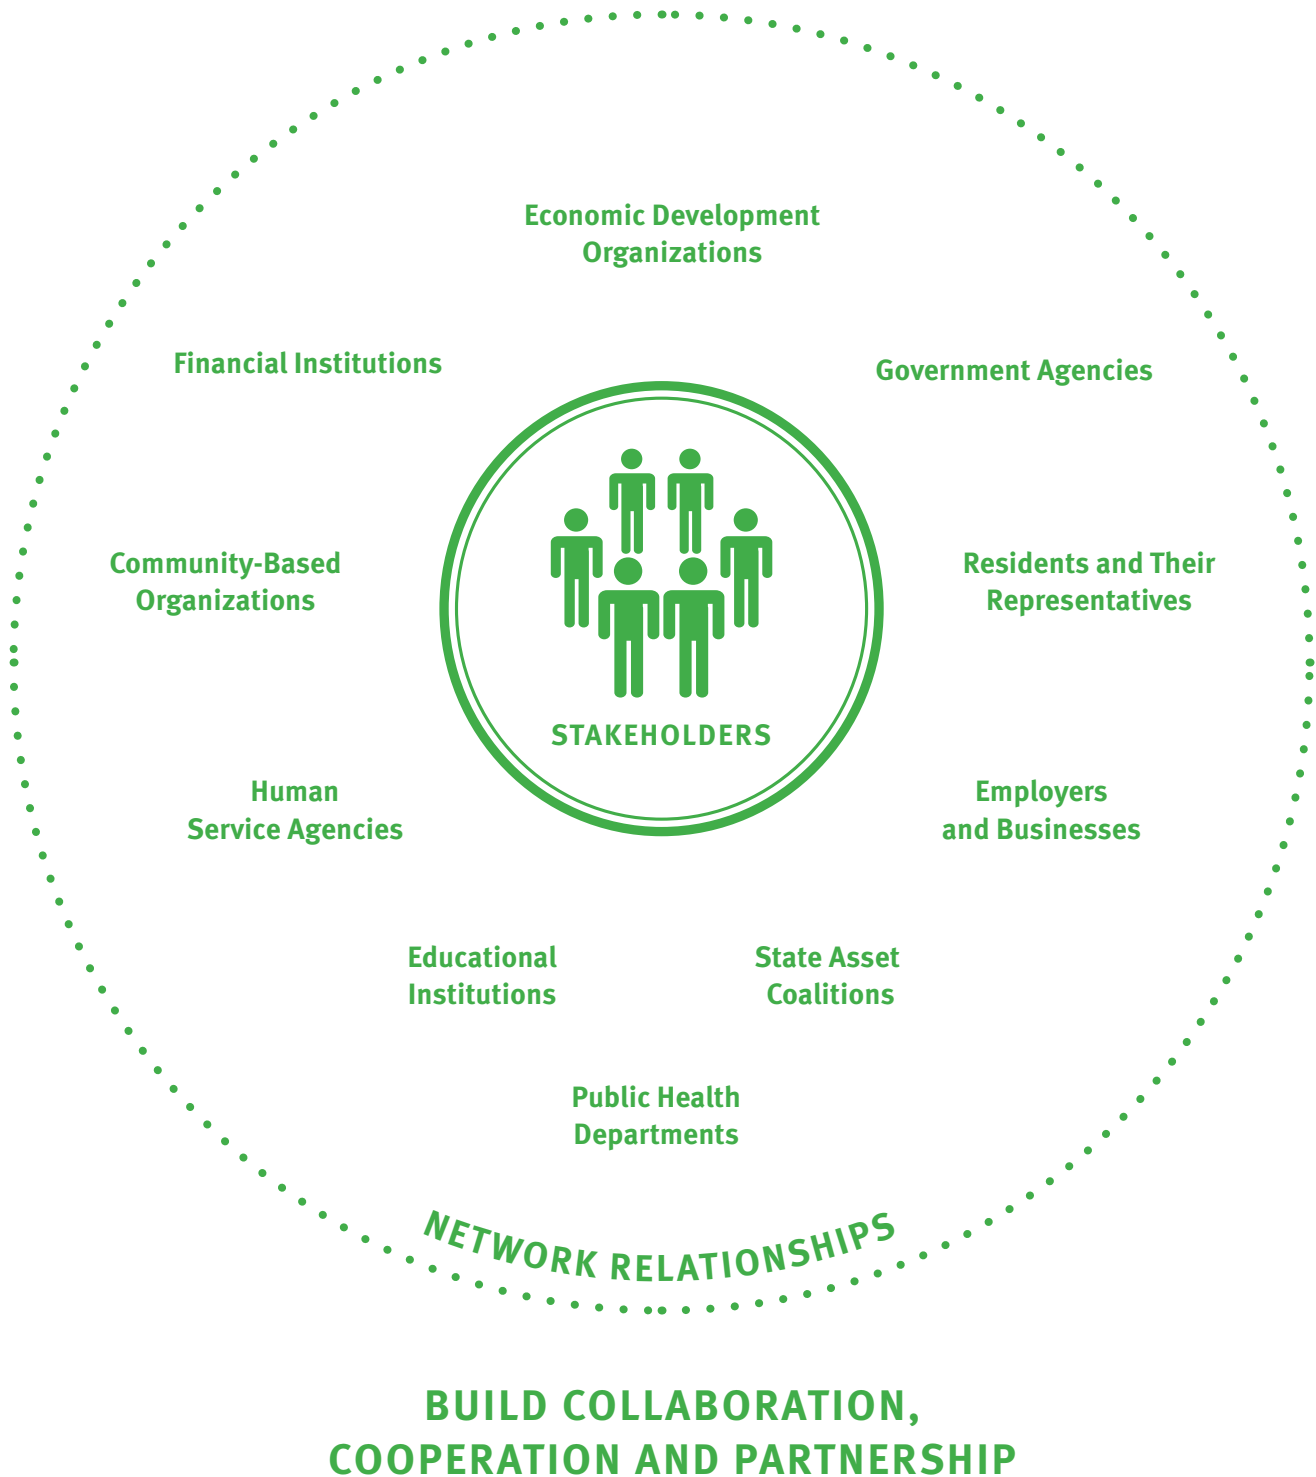 Economic Development
Organizations
Financial Institutions
Government Agencies
Community-Based
Organizations
Residents and Their
Representatives
STAKEHOLDERS
Human
Service Agencies
Employers
and Businesses
Educational
Institutions
State Asset
Coalitions
Public Health
Departments
NETWORK RELATIONSHIPS
BUILD COLLABORATION,
COOPERATION AND PARTNERSHIP